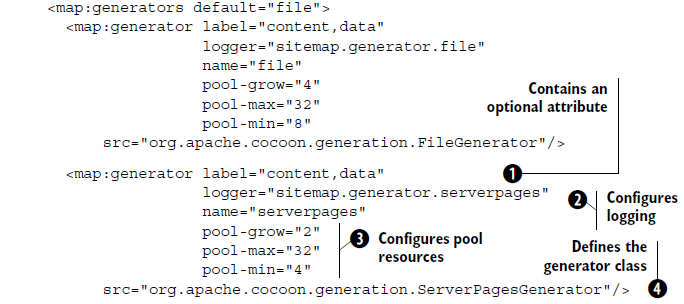 <map:generators default="file">
<map:generator label="content,data"
logger="sitemap.generator.file"
name="file"
pool-grow="4"
pool-max="32"
pool-min="8"
src="org.apache.cocoon.generation.FileGenerator"/>
Contains an
optional attribute
<map:generator label="content,data"
1
logger="sitemap.generator.serverpages"
name="serverpages"
2 Configures
logging
pool-grow="2"
pool-max="32"
pool-min="4"
3 Configures pool
resources
Defines the
generator class
src="org.apache.cocoon.generation.ServerPagesGenerator"/>
4